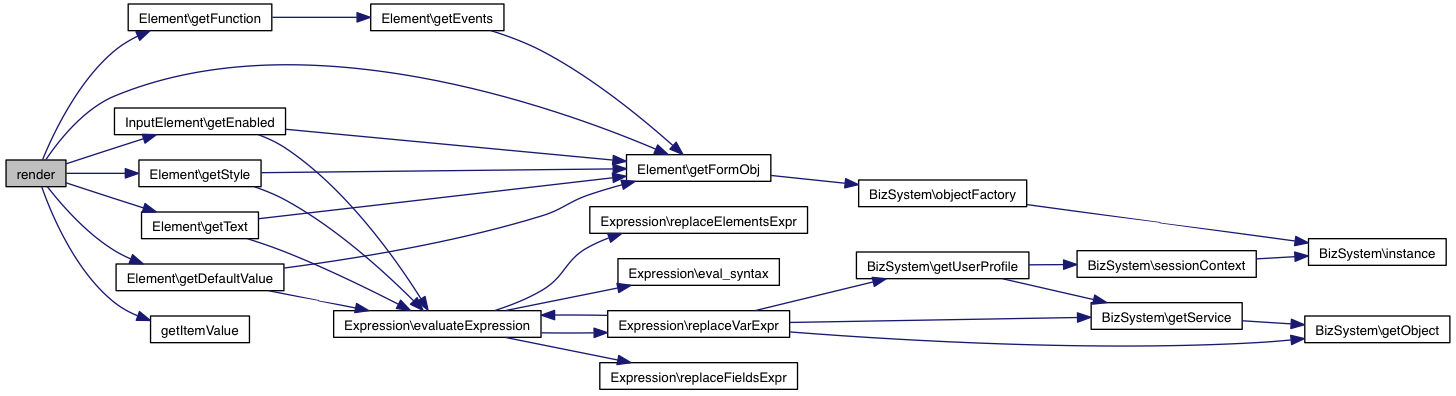 Element\getFunction
Element\getEvents
InputElement\getEnabled
render
Element\getStyle
Element\getFormObj
BizSystem\objectFactory
Element\getText
Expression\replaceElementsExpr
BizSystem\instance
Element\getDefaultValue
Expression\eval_syntax
BizSystem\getUserProfile
BizSystem\sessionContext
getItemValue
Expression\evaluateExpression
Expression\replaceVarExpr
BizSystem\getService
BizSystem\getObject
Expression\replaceFieldsExpr